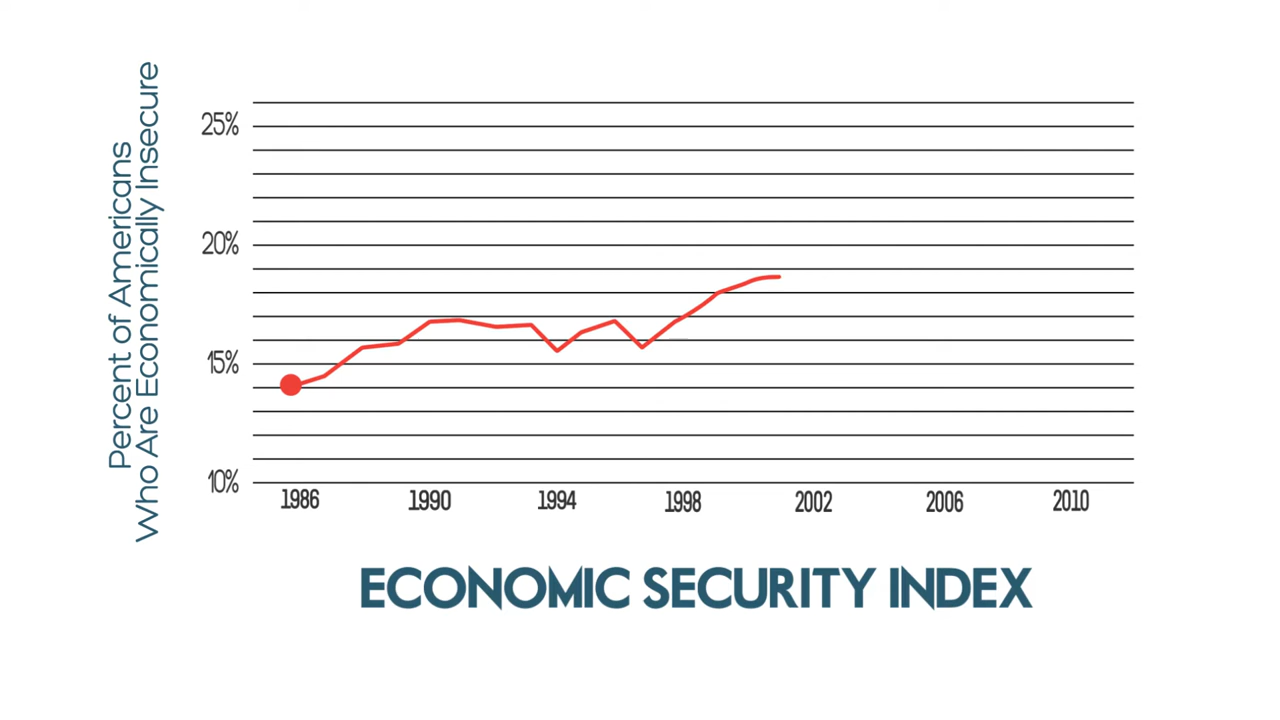 Percent of Americans
Who Are Economically Insecure
25%
20%
15%
10%
1986 1990 1994 1998 2002 2006 2010
ECONOMIC SECURITY INDEX